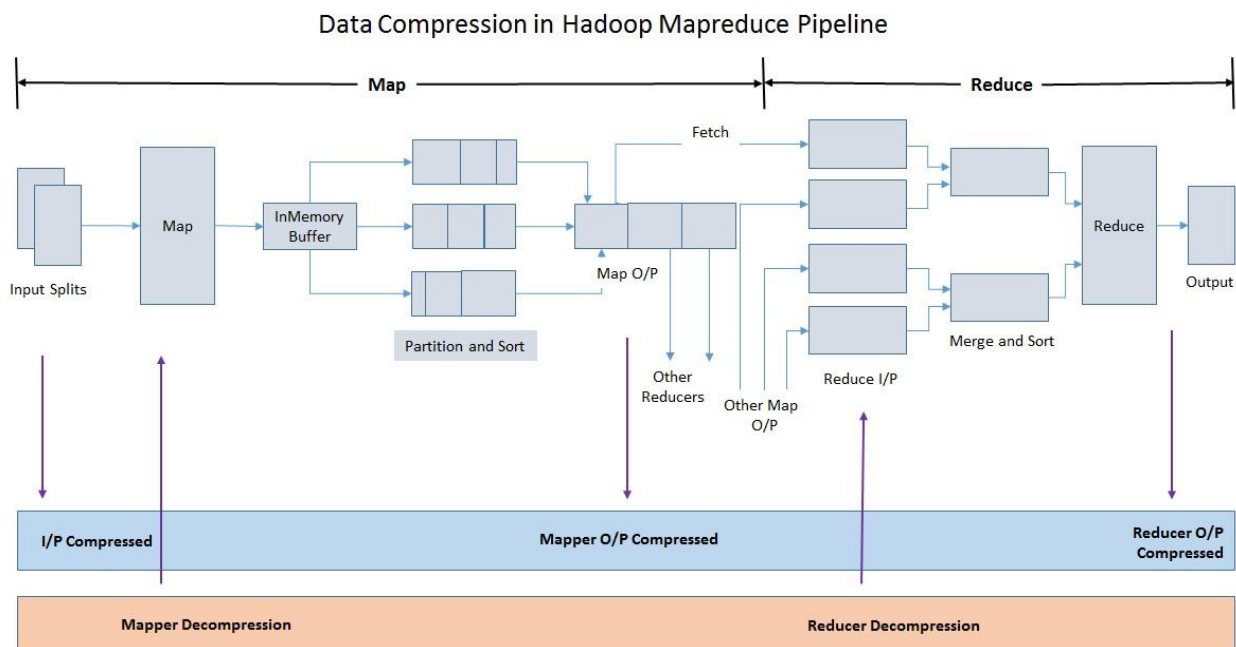 Data Compression in Hadoop Mapreduce Pipeline
Map
Reduce
Input Splits
Map
InMemory
Buffer
Partition and Sort
Map O/P
Fetch
Other
Reducers
Other Map
O/P
Reduce I/P
Merge and Sort
Reduce
Output
I/P Compressed
Mapper O/P Compressed
Reducer O/P
Compressed
Mapper Decompression
Reducer Decompression